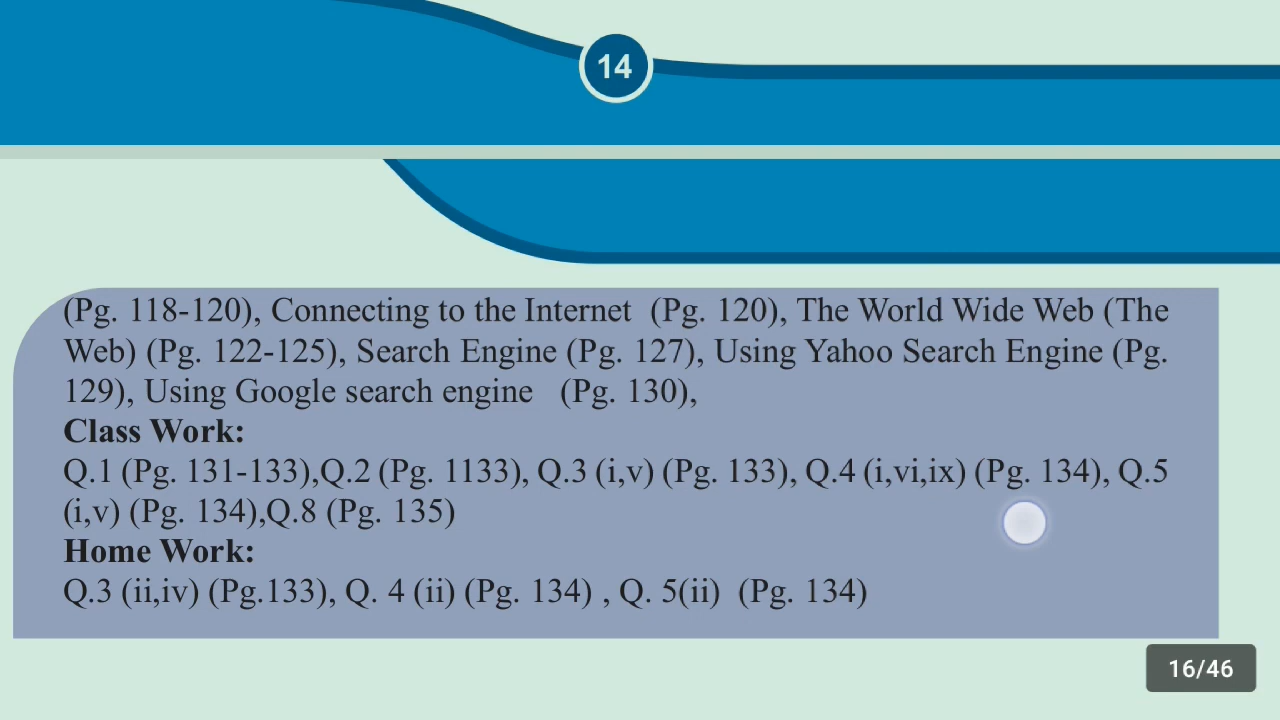 14
(Pg. 118-120), Connecting to the Internet (Pg. 120), The World Wide Web (The
Web) (Pg. 122-125), Search Engine (Pg. 127), Using Yahoo Search Engine (Pg.
129), Using Google search engine (Pg. 130),
Class Work:
Q.1 (Pg. 131-133),Q.2 (Pg. 1133), Q.3 (i,v) (Pg. 133), Q.4 (i,vi,ix) (Pg. 134), Q.5
(i,v) (Pg. 134),Q.8 (Pg. 135)
Home Work:
Q.3 (ii,iv) (Pg.133), Q. 4 (ii) (Pg. 134) , Q. 5(ii) (Pg. 134)
16/46